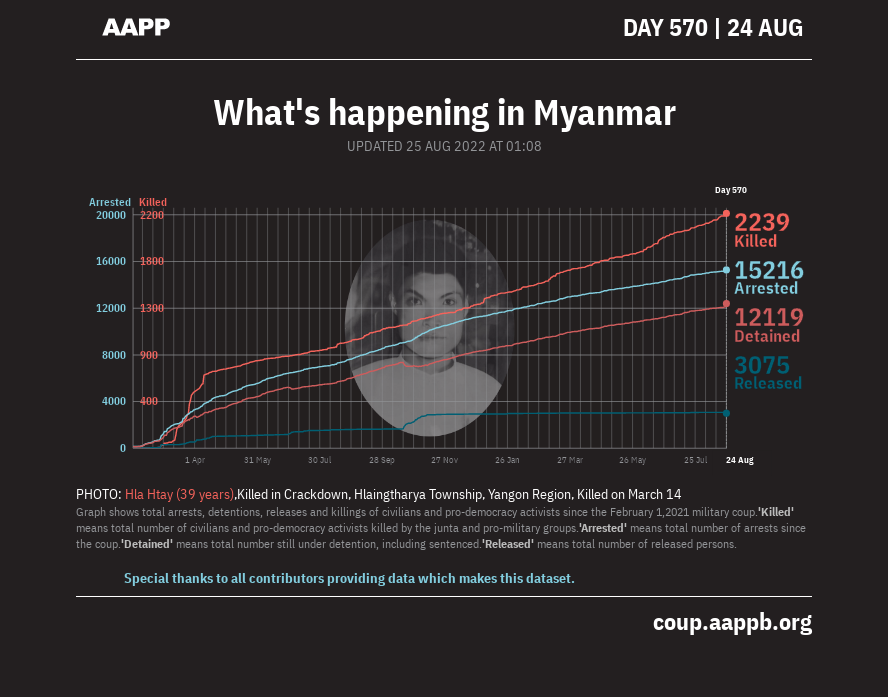 AAPP
DAY 570 | 24 AUG
What's happening in Myanmar
UPDATED 25 AUG 2022 AT 01:08
Day 570
Arrested Killed
20000 2200
16000 1800
12000 1300
8000 900
4000 400
0
2239
Killed
15216
Arrested
12119
Detained
3075
Released
1 Apr 31 May 30 Jul 28 Sep 27 Nov 26 Jan 27 Mar 26 May 25 Jul 24 Aug
PHOTO: Hla Htay (39 years),Killed in Crackdown, Hlaingtharya Township, Yangon Region, Killed on March 14
Graph shows total arrests, detentions, releases and killings of civilians and pro-democracy activists since the February 1,2021 military coup.'Killed'
means total number of civilians and pro-democracy activists killed by the junta and pro-military groups.'Arrested' means total number of arrests since
the coup.'Detained' means total number still under detention, including sentenced.'Released' means total number of released persons.
Special thanks to all contributors providing data which makes this dataset.
coup.aappb.org